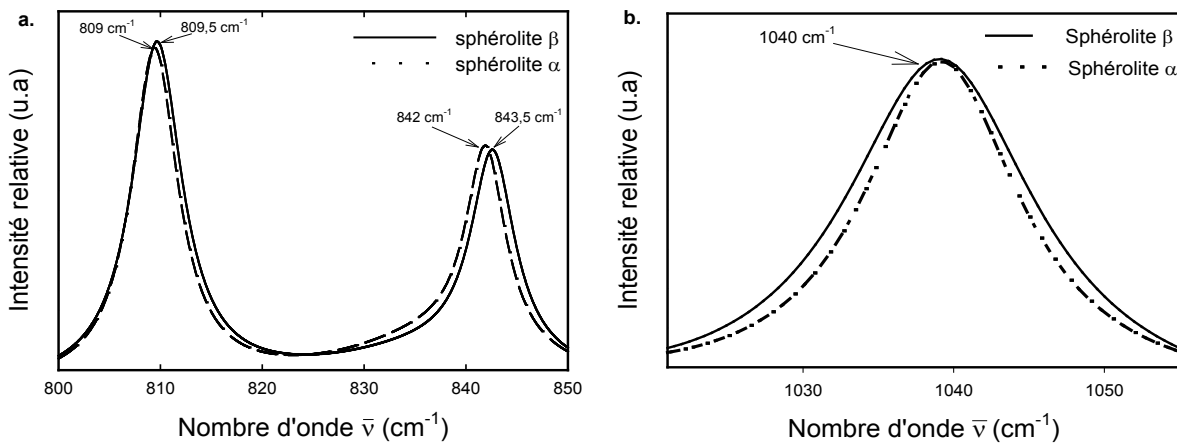 a.
809 cm-1
809,5 cm-1
sphérolite β
sphérolite α
842 cm-1
843,5 cm-1
Intensité relative (u.a)
800 810 820 830 840 850
Nombre d'onde ν̅ (cm-1)
b.
1040 cm-1
Sphérolite β
Sphérolite α
Intensité relative (u.a)
1030 1040 1050
Nombre d'onde ν̅ (cm-1)